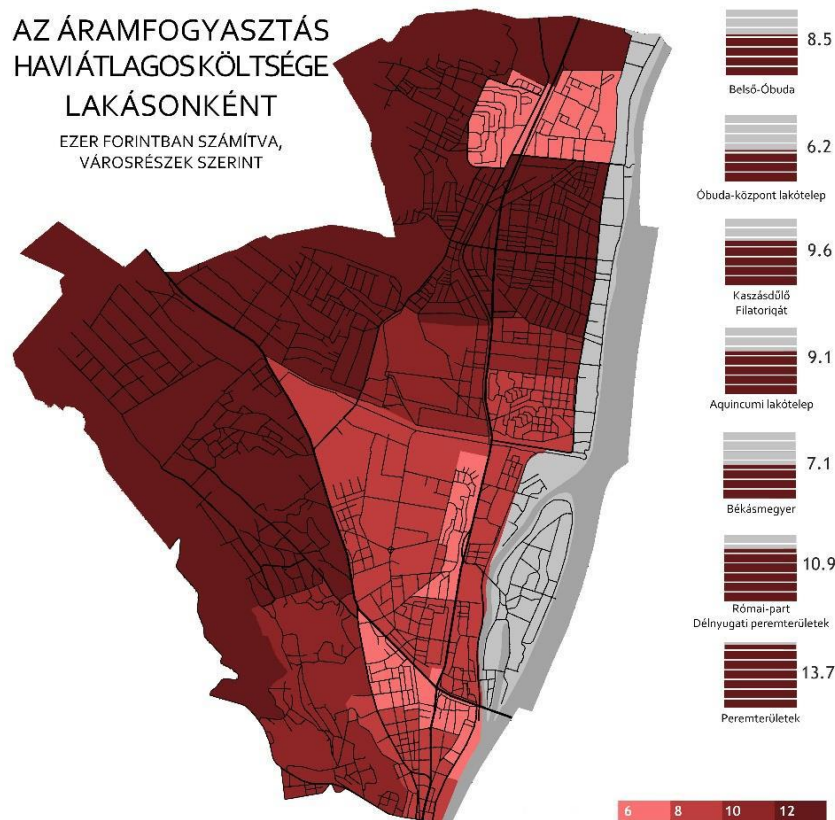 AZ ÁRAMFOGYASZTÁS
HAVI ÁTLAGOS KÖLTSÉGE
LAKÁSONKÉNT
EZER FORINTBAN SZÁMÍTVA,
VÁROSRÉSZEK SZERINT
8.5
Belső-Óbuda
6.2
Óbuda-központ lakótelep
9.6
Kaszásdűlő
Filatorigát
9.1
Aquincumi lakótelep
7.1
Békásmegyer
10.9
Római-part
Délnyugati peremterületek
13.7
Peremterületek
6 8 10 12